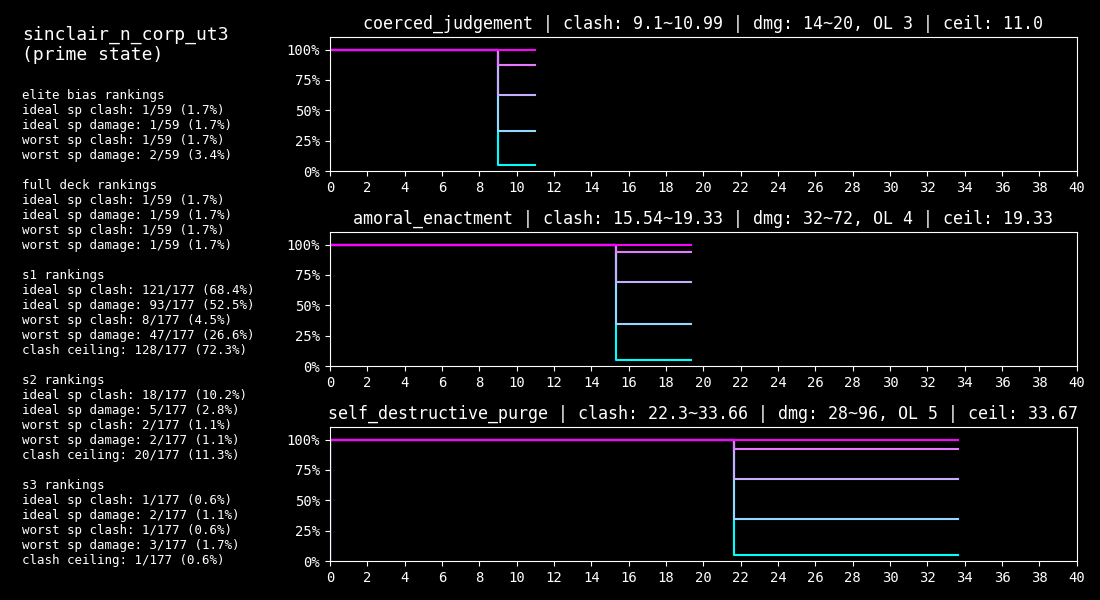 sinclair_n_corp_ut3
(prime state)
elite bias rankings
ideal sp clash: 1/59 (1.7%)
ideal sp damage: 1/59 (1.7%)
worst sp clash: 1/59 (1.7%)
worst sp damage: 2/59 (3.4%)
full deck rankings
ideal sp clash: 1/59 (1.7%)
ideal sp damage: 1/59 (1.7%)
worst sp clash: 1/59 (1.7%)
worst sp damage: 1/59 (1.7%)
s1 rankings
ideal sp clash: 121/177 (68.4%)
ideal sp damage: 93/177 (52.5%)
worst sp clash: 8/177 (4.5%)
worst sp damage: 47/177 (26.6%)
clash ceiling: 128/177 (72.3%)
s2 rankings
ideal sp clash: 18/177 (10.2%)
ideal sp damage: 5/177 (2.8%)
worst sp clash: 2/177 (1.1%)
worst sp damage: 2/177 (1.1%)
clash ceiling: 20/177 (11.3%)
s3 rankings
ideal sp clash: 1/177 (0.6%)
ideal sp damage: 2/177 (1.1%)
worst sp clash: 1/177 (0.6%)
worst sp damage: 3/177 (1.7%)
clash ceiling: 1/177 (0.6%)
coerced_judgement | clash: 9.1~10.99 | dmg: 14~20, OL 3 | ceil: 11.0
100%
75%
50%
25%
0%
0 2 4 6 8 10 12 14 16 18 20 22 24 26 28 30 32 34 36 38 40
amoral_enactment | clash: 15.54~19.33 | dmg: 32~72, OL 4 | ceil: 19.33
100%
75%
50%
25%
0%
0 2 4 6 8 10 12 14 16 18 20 22 24 26 28 30 32 34 36 38 40
self_destructive_purge | clash: 22.3~33.66 | dmg: 28~96, OL 5 | ceil: 33.67
100%
75%
50%
25%
0%
0 2 4 6 8 10 12 14 16 18 20 22 24 26 28 30 32 34 36 38 40